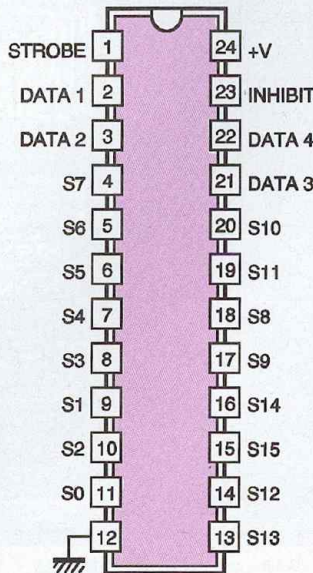 STROBE 1 24 +V
DATA 1 2 23 INHIBIT
DATA 2 3 22 DATA 4
S7 4 21 DATA 3
S6 5 20 S10
S5 6 19 S11
S4 7 18 S8
S3 8 17 S9
S1 9 16 S14
S2 10 15 S15
S0 11 14 S12
12 13 S13